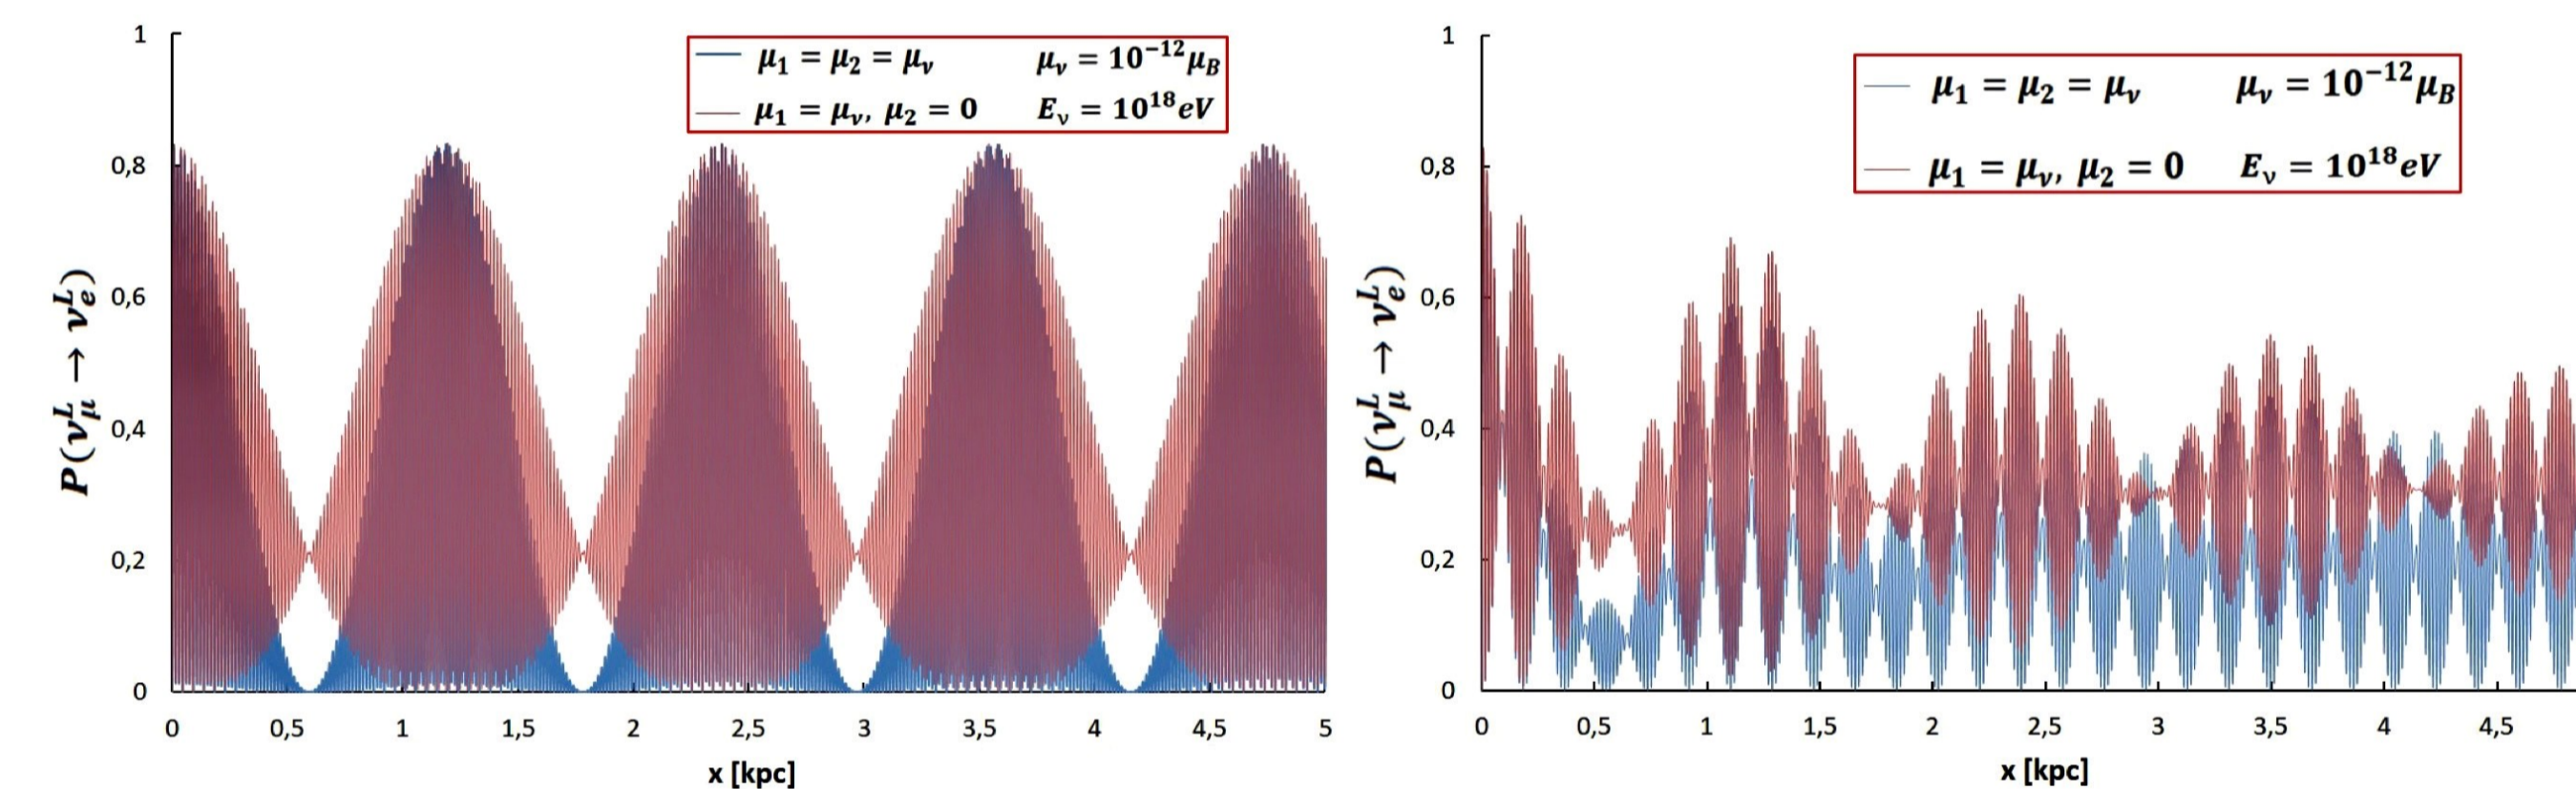 1
μ₁ = μ₂ = μᵥ μᵥ = 10⁻¹²μ_B
μ₁ = μᵥ, μ₂ = 0 Eᵥ = 10¹⁸eV
0,8
0,6
0,4
0,2
0
P(ν_μ^L → ν_e^L)
0 0,5 1 1,5 2 2,5 3 3,5 4 4,5 5
x [kpc]
1
μ₁ = μ₂ = μᵥ μᵥ = 10⁻¹²μ_B
μ₁ = μᵥ, μ₂ = 0 Eᵥ = 10¹⁸eV
0,8
0,6
0,4
0,2
0
P(ν_μ^L → ν_e^L)
0 0,5 1 1,5 2 2,5 3 3,5 4 4,5
x [kpc]